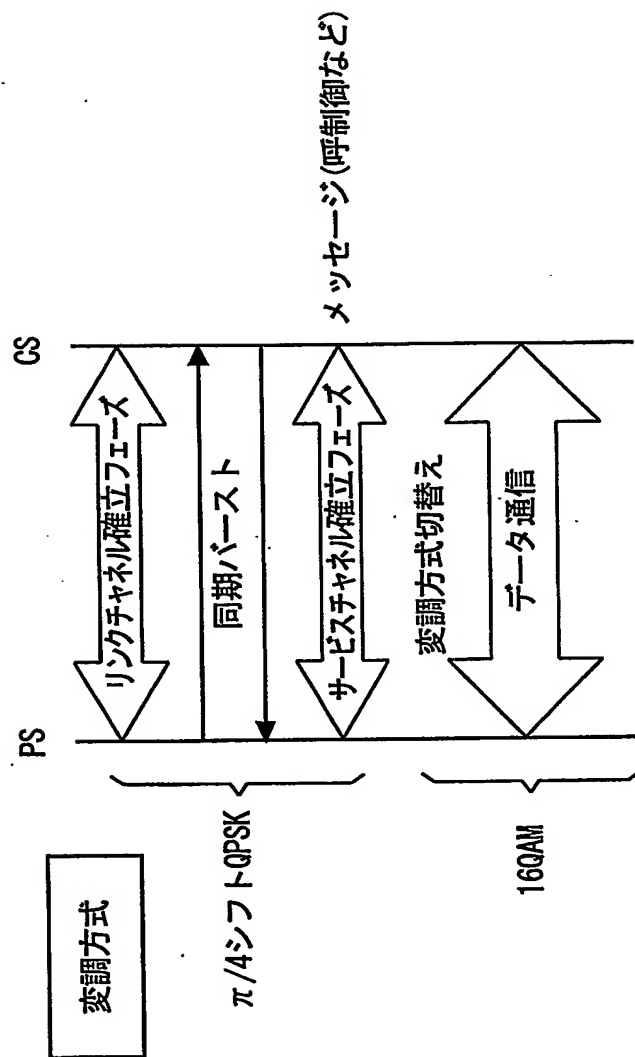 変調方式
PS
CS
リンクチャネル確立フェーズ
同期バースト
π/4シフトQPSK
サービスチャネル確立フェーズ
メッセージ(呼制御など)
変調方式切替え
データ通信
16QAM